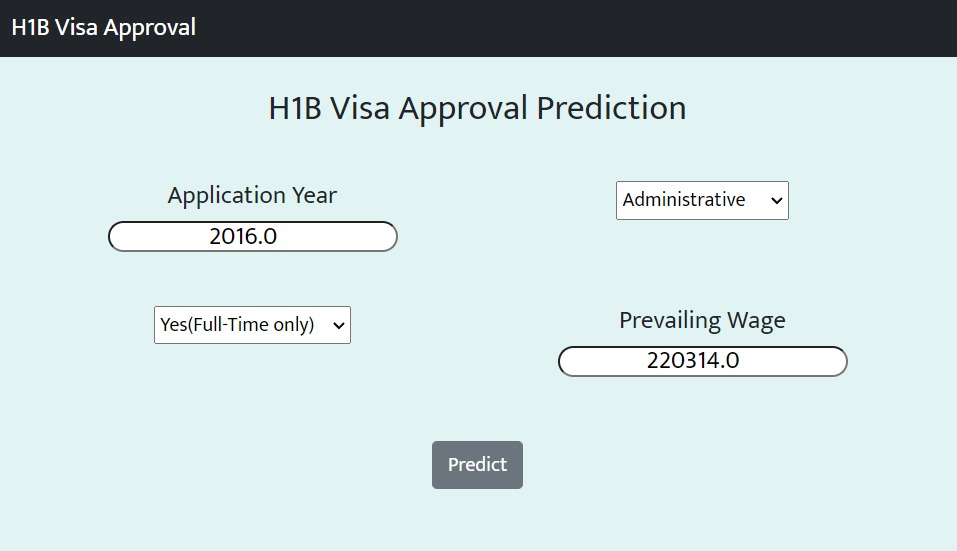 H1B Visa Approval
H1B Visa Approval Prediction
Application Year
2016.0
Administrative
Yes(Full-Time only)
Prevailing Wage
220314.0
Predict